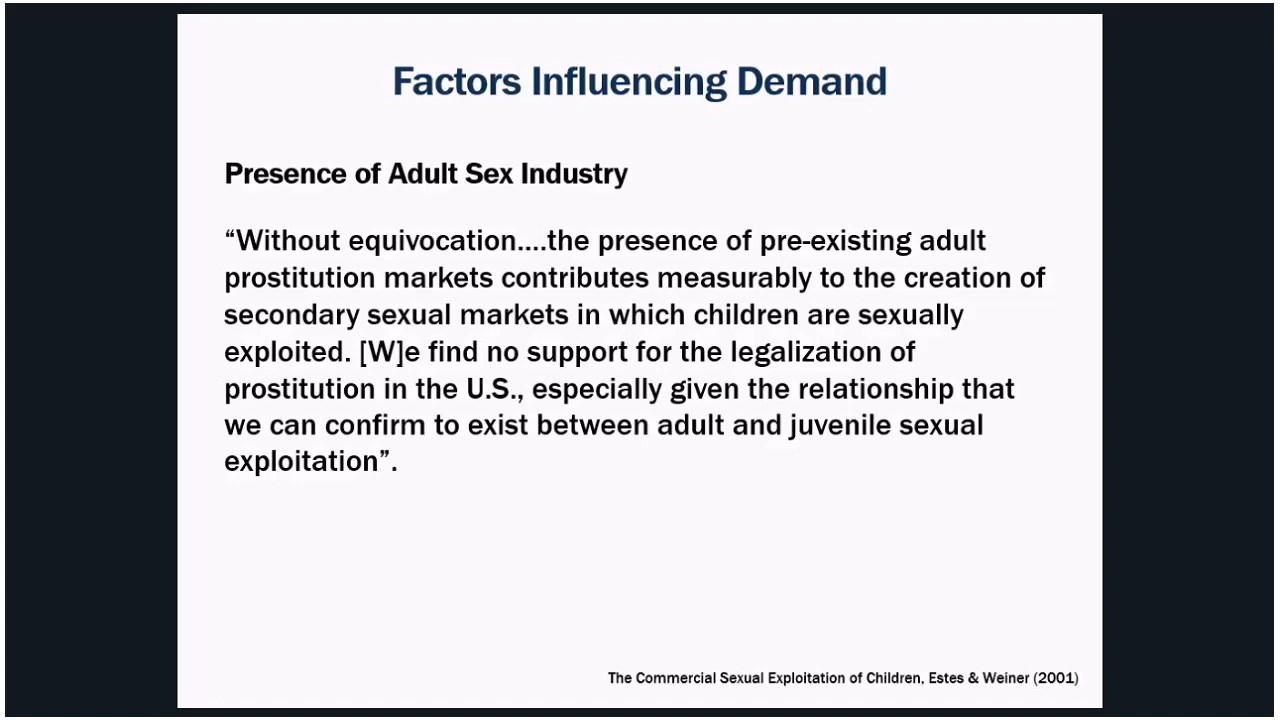 Factors Influencing Demand
Presence of Adult Sex Industry
“Without equivocation....the presence of pre-existing adult
prostitution markets contributes measurably to the creation of
secondary sexual markets in which children are sexually
exploited. [W]e find no support for the legalization of
prostitution in the U.S., especially given the relationship that
we can confirm to exist between adult and juvenile sexual
exploitation”.
The Commercial Sexual Exploitation of Children, Estes & Weiner (2001)